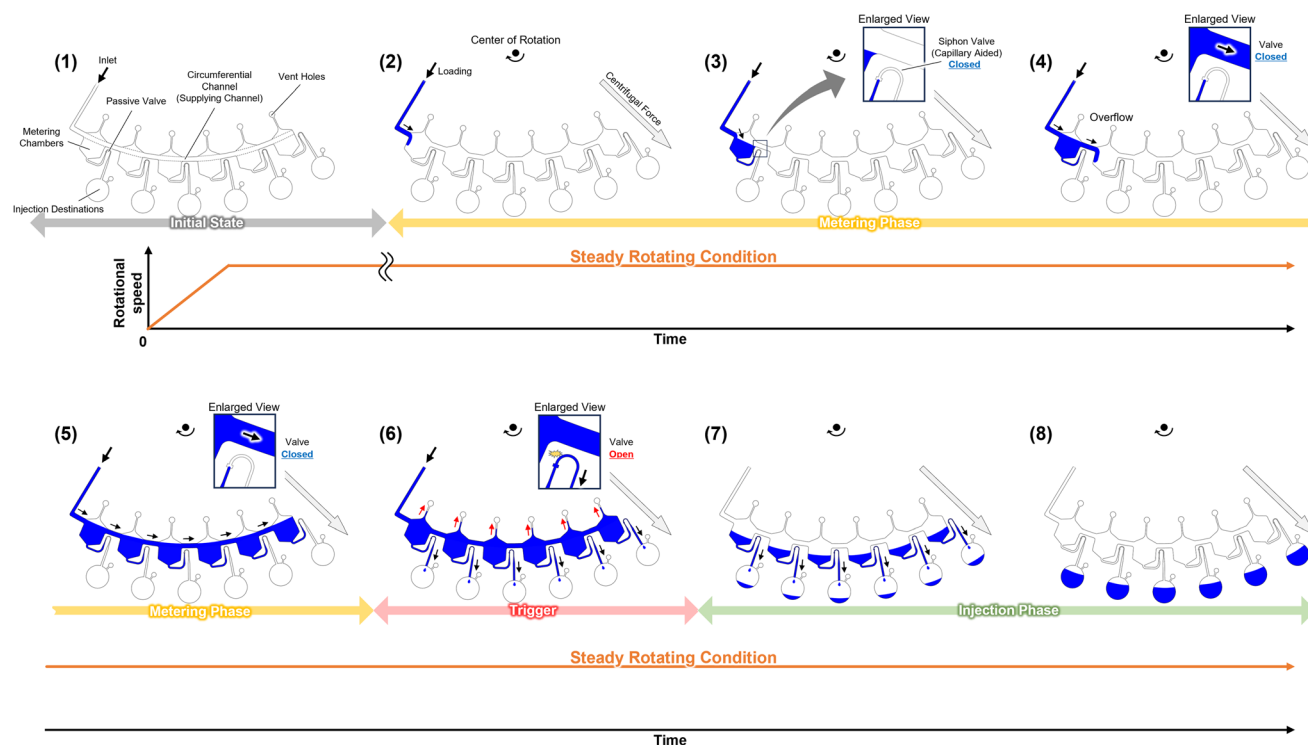 (1)
Inlet
Passive Valve
Circumferential
Channel
(Supplying Channel)
Vent Holes
Metering
Chambers
Injection Destinations
(2)
Center of Rotation
Loading
Centrifugal Force
(3)
Enlarged View
Siphon Valve
(Capillary Aided)
Closed
(4)
Enlarged View
Valve
Closed
Overflow
Initial State
Metering Phase
Steady Rotating Condition
Rotational
speed
0
Time
(5)
Enlarged View
Valve
Closed
(6)
Enlarged View
Valve
Open
(7)
(8)
Metering Phase
Trigger
Injection Phase
Steady Rotating Condition
Time